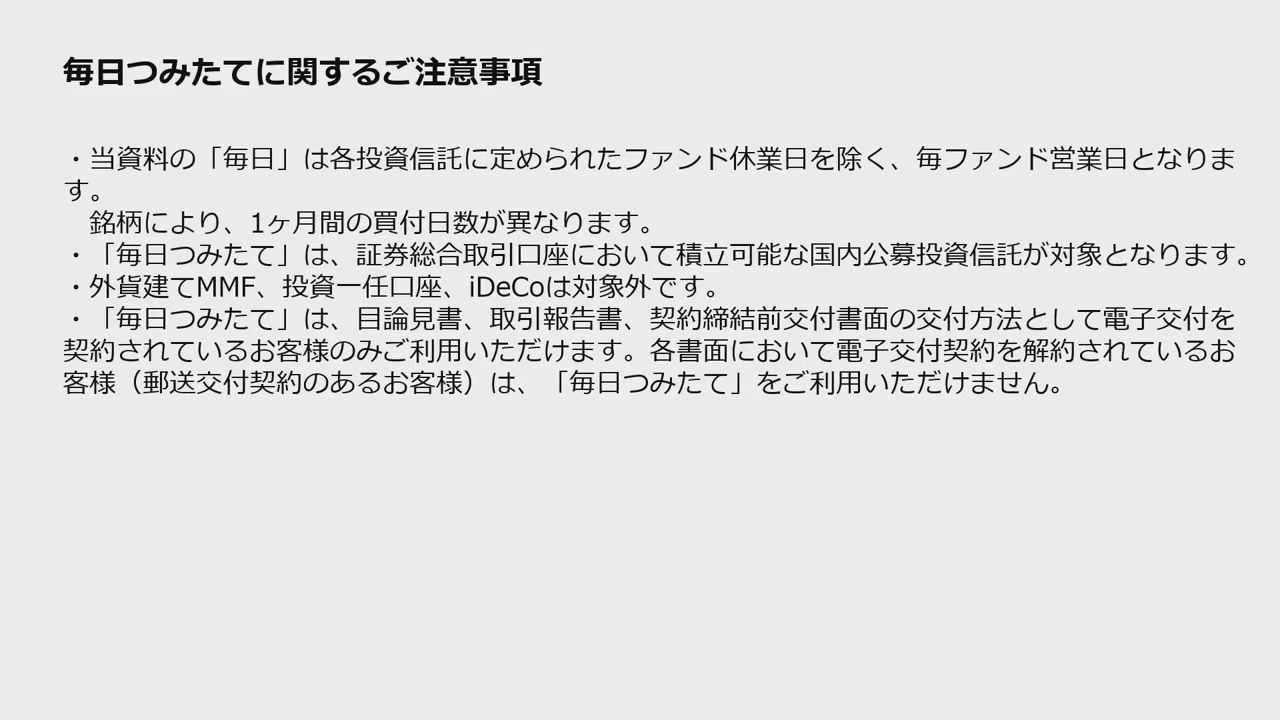 毎日つみたてに関するご注意事項
・当資料の「毎日」は各投資信託に定められたファンド休業日を除く、毎ファンド営業日となりま
す。
　銘柄により、1ヶ月間の買付日数が異なります。
・「毎日つみたて」は、証券総合取引口座において積立可能な国内公募投資信託が対象となります。
・外貨建てMMF、投資一任口座、iDeCoは対象外です。
・「毎日つみたて」は、目論見書、取引報告書、契約締結前交付書面の交付方法として電子交付を
契約されているお客様のみご利用いただけます。各書面において電子交付契約を解約されているお
客様（郵送交付契約のあるお客様）は、「毎日つみたて」をご利用いただけません。